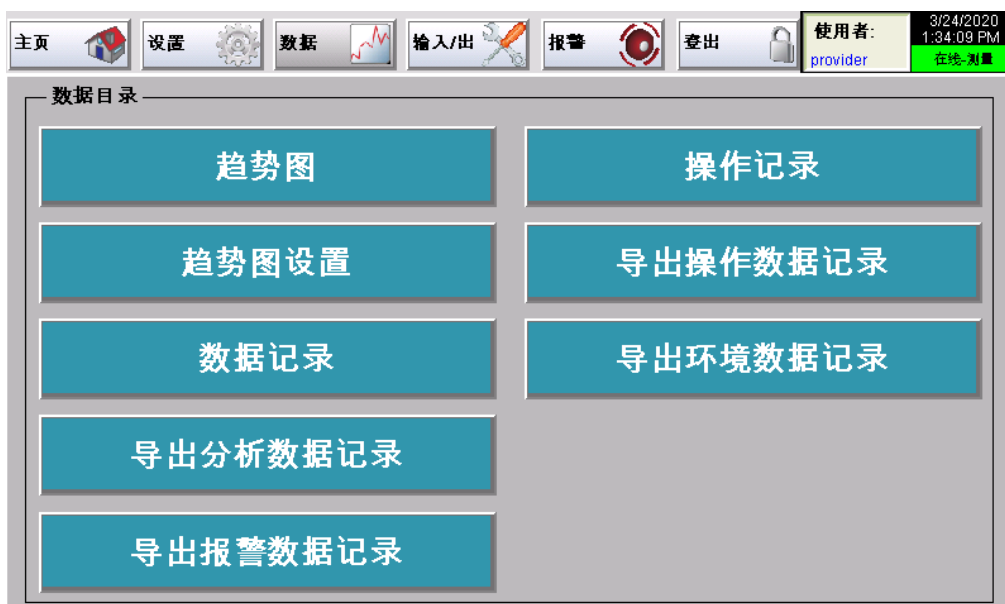 主页
设置
数据
输入/出
报警
登出
使用者:
provider
3/24/2020
1:34:09 PM
在线-测量
数据目录
趋势图
操作记录
趋势图设置
导出操作数据记录
数据记录
导出环境数据记录
导出分析数据记录
导出报警数据记录